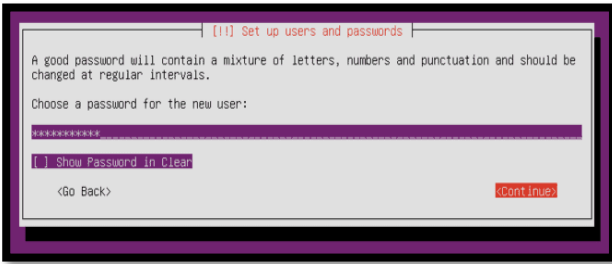 [!!] Set up users and passwords
A good password will contain a mixture of letters, numbers and punctuation and should be
changed at regular intervals.
Choose a password for the new user:
***********
[ ] Show Password in Clear
<Go Back> <Continue>